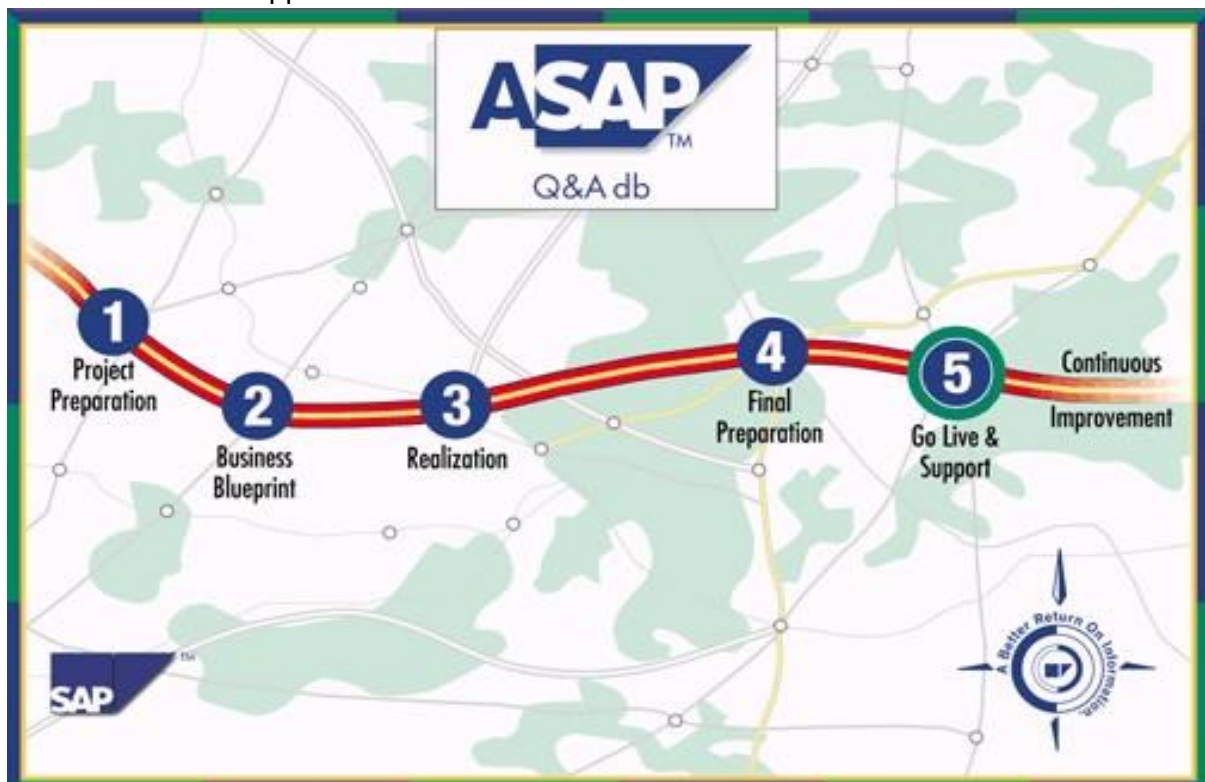 ASAP
TM
Q&A db
1
Project
Preparation
2
Business
Blueprint
3
Realization
4
Final
Preparation
5
Go Live &
Support
Continuous
Improvement
SAP
TM
A Better Return On Information.